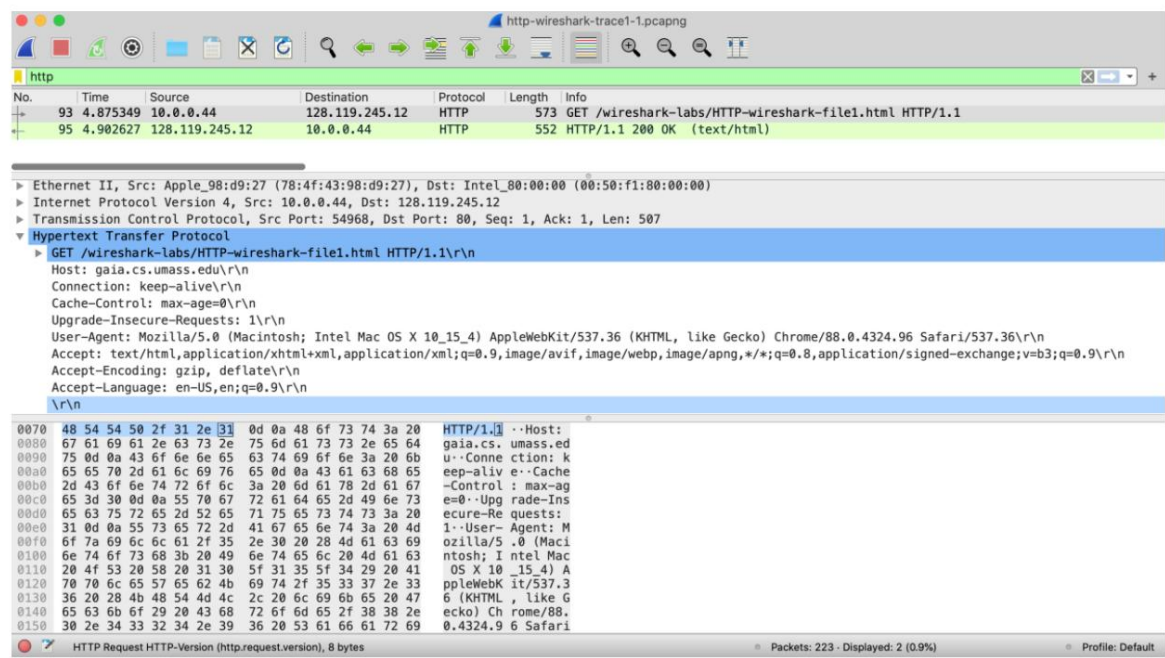 http-wireshark-trace1-1.pcapng
http
No. Time Source Destination Protocol Length Info
93 4.875349 10.0.0.44 128.119.245.12 HTTP 573 GET /wireshark-labs/HTTP-wireshark-file1.html HTTP/1.1
95 4.902627 128.119.245.12 10.0.0.44 HTTP 552 HTTP/1.1 200 OK (text/html)
Ethernet II, Src: Apple_98:d9:27 (78:4f:43:98:d9:27), Dst: Intel_80:00:00 (00:50:f1:80:00:00)
Internet Protocol Version 4, Src: 10.0.0.44, Dst: 128.119.245.12
Transmission Control Protocol, Src Port: 54968, Dst Port: 80, Seq: 1, Ack: 1, Len: 507
Hypertext Transfer Protocol
GET /wireshark-labs/HTTP-wireshark-file1.html HTTP/1.1\r\n
Host: gaia.cs.umass.edu\r\n
Connection: keep-alive\r\n
Cache-Control: max-age=0\r\n
Upgrade-Insecure-Requests: 1\r\n
User-Agent: Mozilla/5.0 (Macintosh; Intel Mac OS X 10_15_4) AppleWebKit/537.36 (KHTML, like Gecko) Chrome/88.0.4324.96 Safari/537.36\r\n
Accept: text/html,application/xhtml+xml,application/xml;q=0.9,image/avif,image/webp,image/apng,*/*;q=0.8,application/signed-exchange;v=b3;q=0.9\r\n
Accept-Encoding: gzip, deflate\r\n
Accept-Language: en-US,en;q=0.9\r\n
\r\n
0070 48 54 54 50 2f 31 2e 31 0d 0a 48 6f 73 74 3a 20 HTTP/1.1 ··Host:
0080 67 61 69 61 2e 63 73 2e 75 6d 61 73 73 2e 65 64 gaia.cs. umass.ed
0090 75 0d 0a 43 6f 6e 6e 65 63 74 69 6f 6e 3a 20 6b u··Conne ction: k
00a0 65 65 70 2d 61 6c 69 76 65 0d 0a 43 61 63 68 65 eep-aliv e··Cache
00b0 2d 43 6f 6e 74 72 6f 6c 3a 20 6d 61 78 2d 61 67 -Control : max-ag
00c0 65 3d 30 0d 0a 55 70 67 72 61 64 65 2d 49 6e 73 e=0··Upg rade-Ins
00d0 65 63 75 72 65 2d 52 65 71 75 65 73 74 73 3a 20 ecure-Re quests:
00e0 31 0d 0a 55 73 65 72 2d 41 67 65 6e 74 3a 20 4d 1··User- Agent: M
00f0 6f 7a 69 6c 6c 61 2f 35 2e 30 20 28 4d 61 63 69 ozilla/5 .0 (Maci
0100 6e 74 6f 73 68 3b 20 49 6e 74 65 6c 20 4d 61 63 ntosh; I ntel Mac
0110 20 4f 53 20 58 20 31 30 5f 31 35 5f 34 29 20 41 OS X 10 _15_4) A
0120 70 70 6c 65 57 65 62 4b 69 74 2f 35 33 37 2e 33 ppleWebK it/537.3
0130 36 20 28 4b 48 54 4d 4c 2c 20 6c 69 6b 65 20 47 6 (KHTML , like G
0140 65 63 6b 6f 29 20 43 68 72 6f 6d 65 2f 38 38 2e ecko) Ch rome/88.
0150 30 2e 34 33 32 34 2e 39 36 20 53 61 66 61 72 69 0.4324.9 6 Safari
HTTP Request HTTP-Version (http.request.version), 8 bytes Packets: 223 · Displayed: 2 (0.9%) Profile: Default